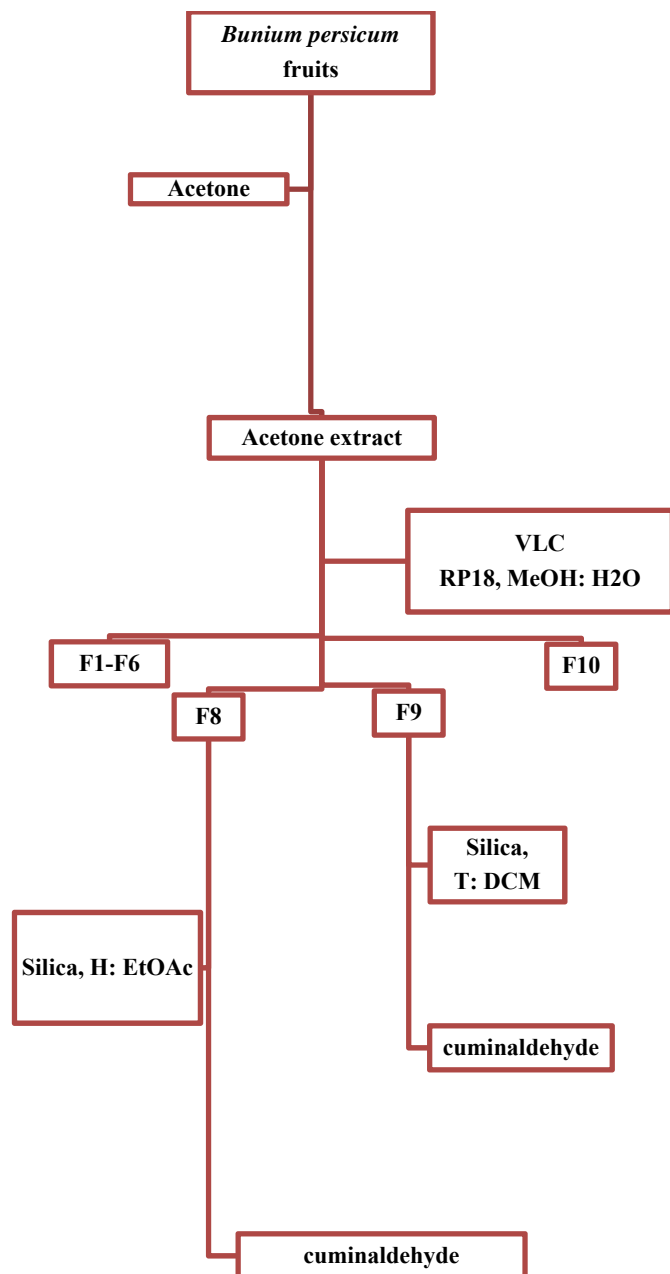 Bunium persicum
fruits
Acetone
Acetone extract
VLC
RP18, MeOH: H2O
F1-F6
F10
F8
F9
Silica,
T: DCM
Silica, H: EtOAc
cuminaldehyde
cuminaldehyde